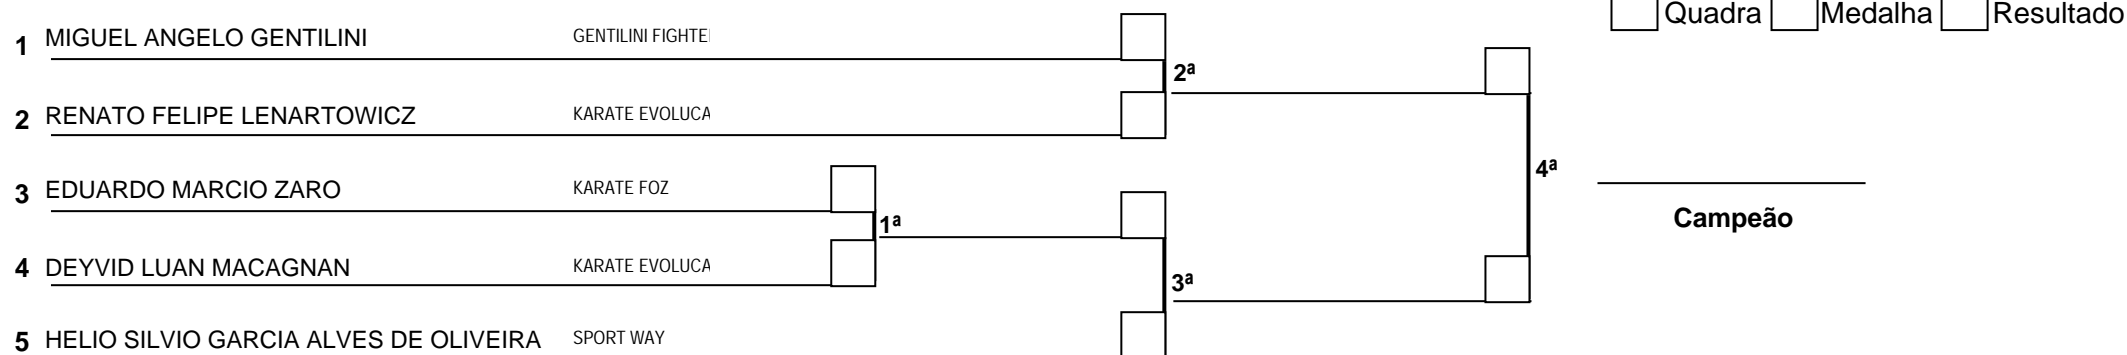 Quadra Medalha Resultado
1 MIGUEL ANGELO GENTILINI GENTILINI FIGHTE
2ª
2 RENATO FELIPE LENARTOWICZ KARATE EVOLUCA
3 EDUARDO MARCIO ZARO KARATE FOZ
4ª
1ª
Campeão
4 DEYVID LUAN MACAGNAN KARATE EVOLUCA
3ª
5 HELIO SILVIO GARCIA ALVES DE OLIVEIRA SPORT WAY